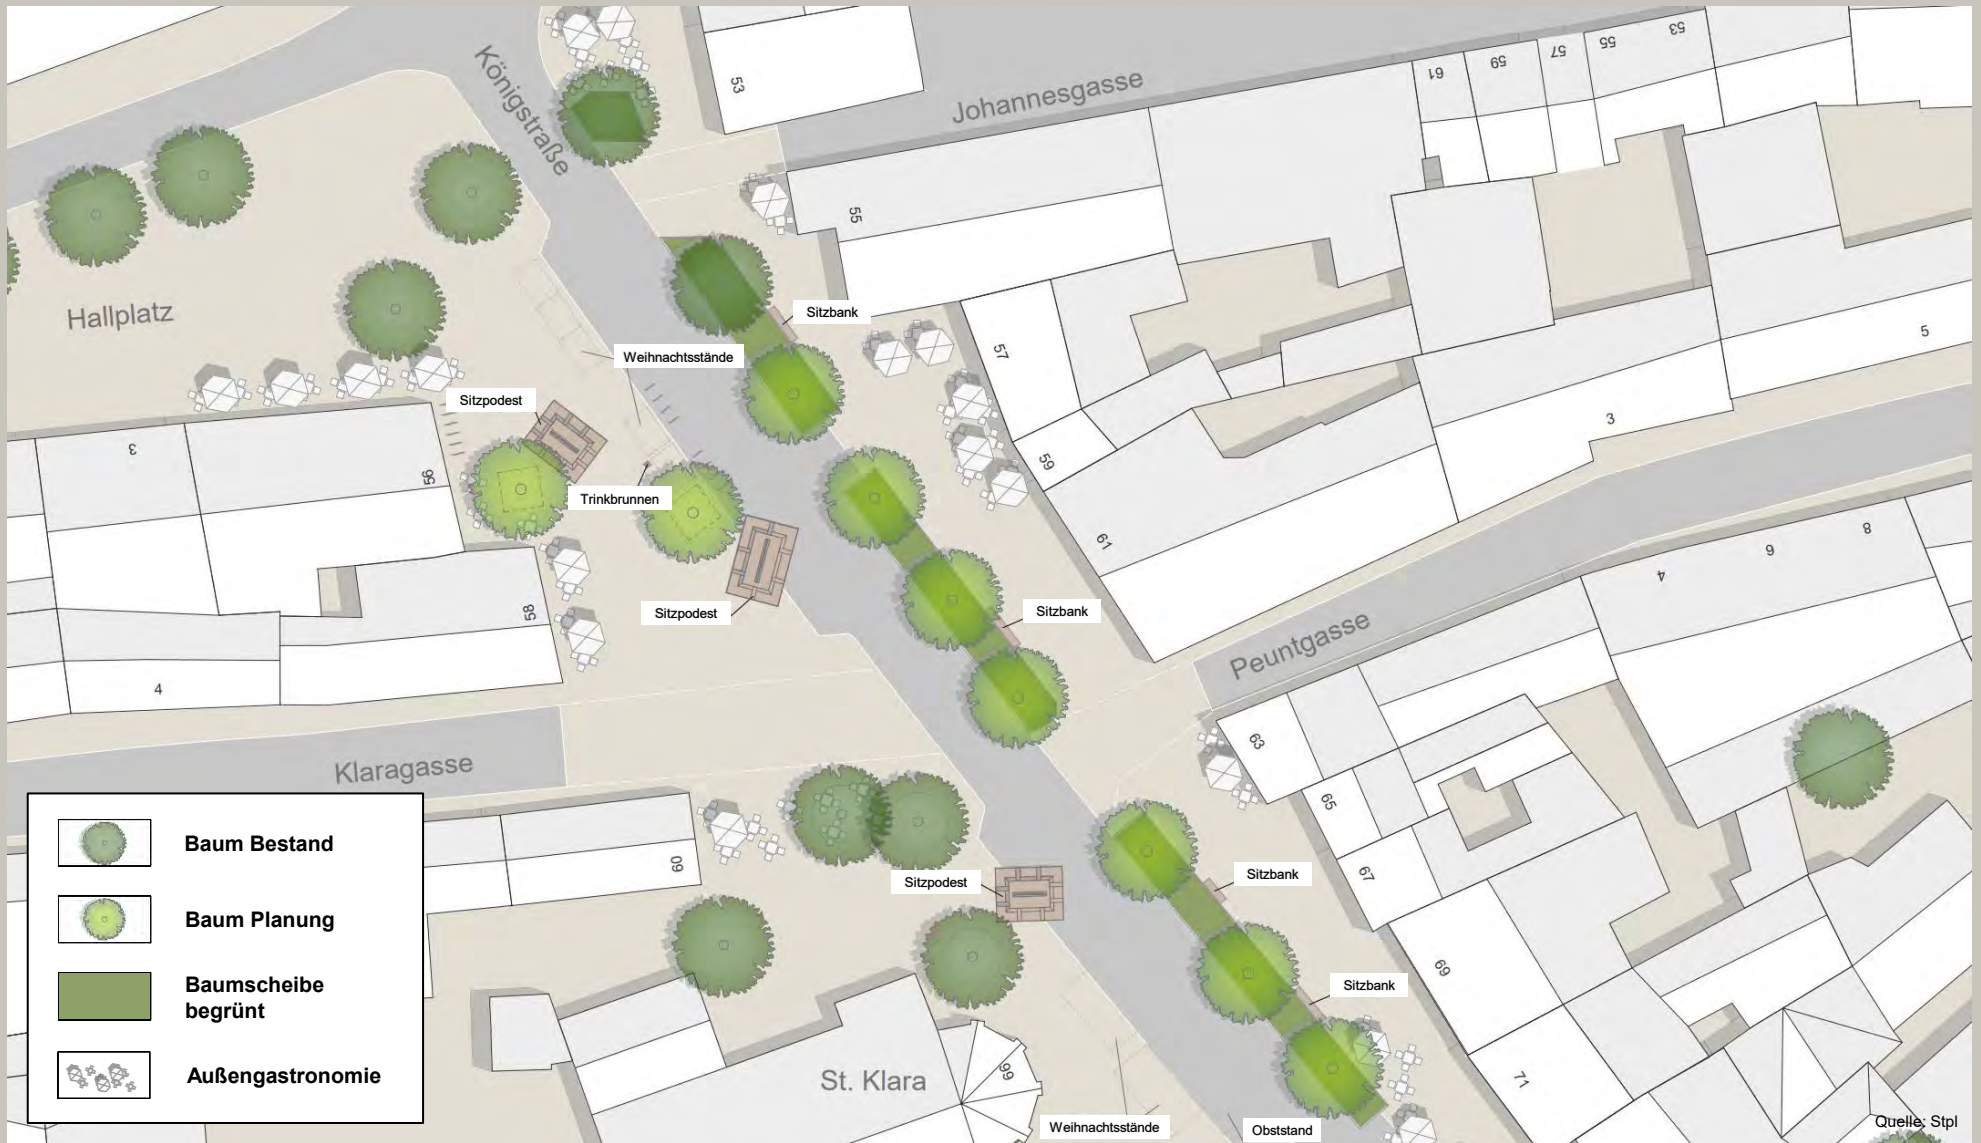 Königstraße
53
Johannesgasse
61
59
57
55
53
55
Hallplatz
Sitzbank
Weihnachtsstände
57
5
Sitzpodest
3
56
59
3
Trinkbrunnen
61
8
6
4
Sitzpodest
58
Sitzbank
Peuntgasse
4
Klaragasse
63
65
60
67
Sitzpodest
Sitzbank
69
Sitzbank
St. Klara
66
71
Weihnachtsstände
Obststand
Quelle: Stpl
Baum Bestand
Baum Planung
Baumscheibe
begrünt
Außengastronomie